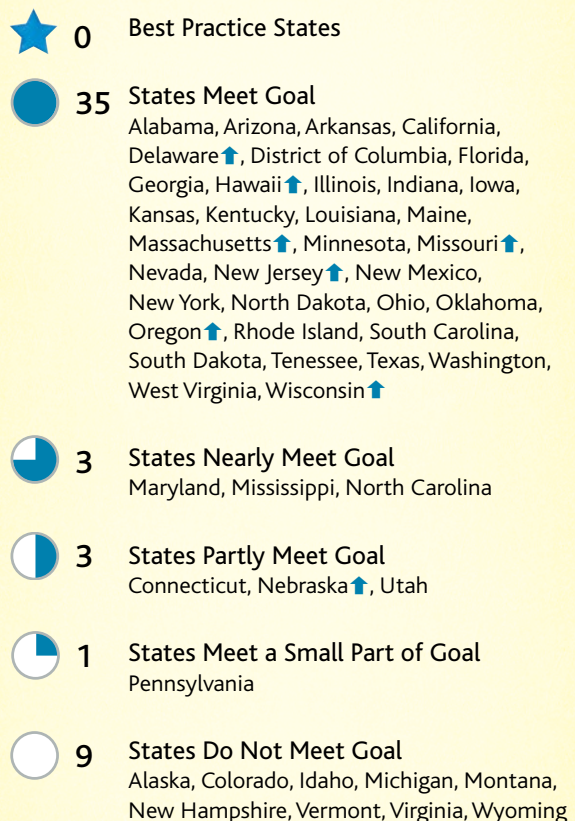 0 Best Practice States
35 States Meet Goal
Alabama, Arizona, Arkansas, California,
Delaware⬆, District of Columbia, Florida,
Georgia, Hawaii⬆, Illinois, Indiana, Iowa,
Kansas, Kentucky, Louisiana, Maine,
Massachusetts⬆, Minnesota, Missouri⬆,
Nevada, New Jersey⬆, New Mexico,
New York, North Dakota, Ohio, Oklahoma,
Oregon⬆, Rhode Island, South Carolina,
South Dakota, Tenessee, Texas, Washington,
West Virginia, Wisconsin⬆
3 States Nearly Meet Goal
Maryland, Mississippi, North Carolina
3 States Partly Meet Goal
Connecticut, Nebraska⬆, Utah
1 States Meet a Small Part of Goal
Pennsylvania
9 States Do Not Meet Goal
Alaska, Colorado, Idaho, Michigan, Montana,
New Hampshire, Vermont, Virginia, Wyoming